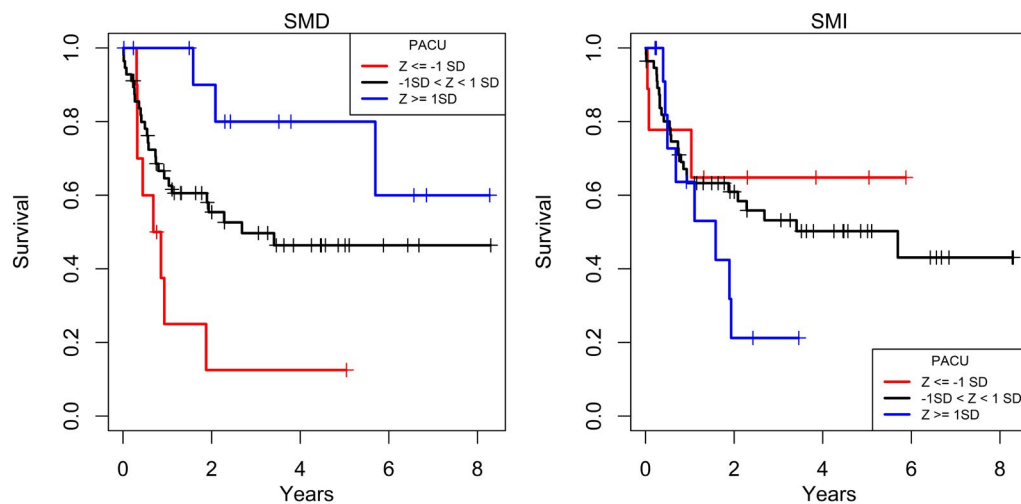 SMD
Survival
0.0 0.2 0.4 0.6 0.8 1.0
PACU
Z <= -1 SD
-1SD < Z < 1 SD
Z >= 1SD
0 2 4 6 8
Years
SMI
Survival
0.0 0.2 0.4 0.6 0.8 1.0
PACU
Z <= -1 SD
-1SD < Z < 1 SD
Z >= 1SD
0 2 4 6 8
Years